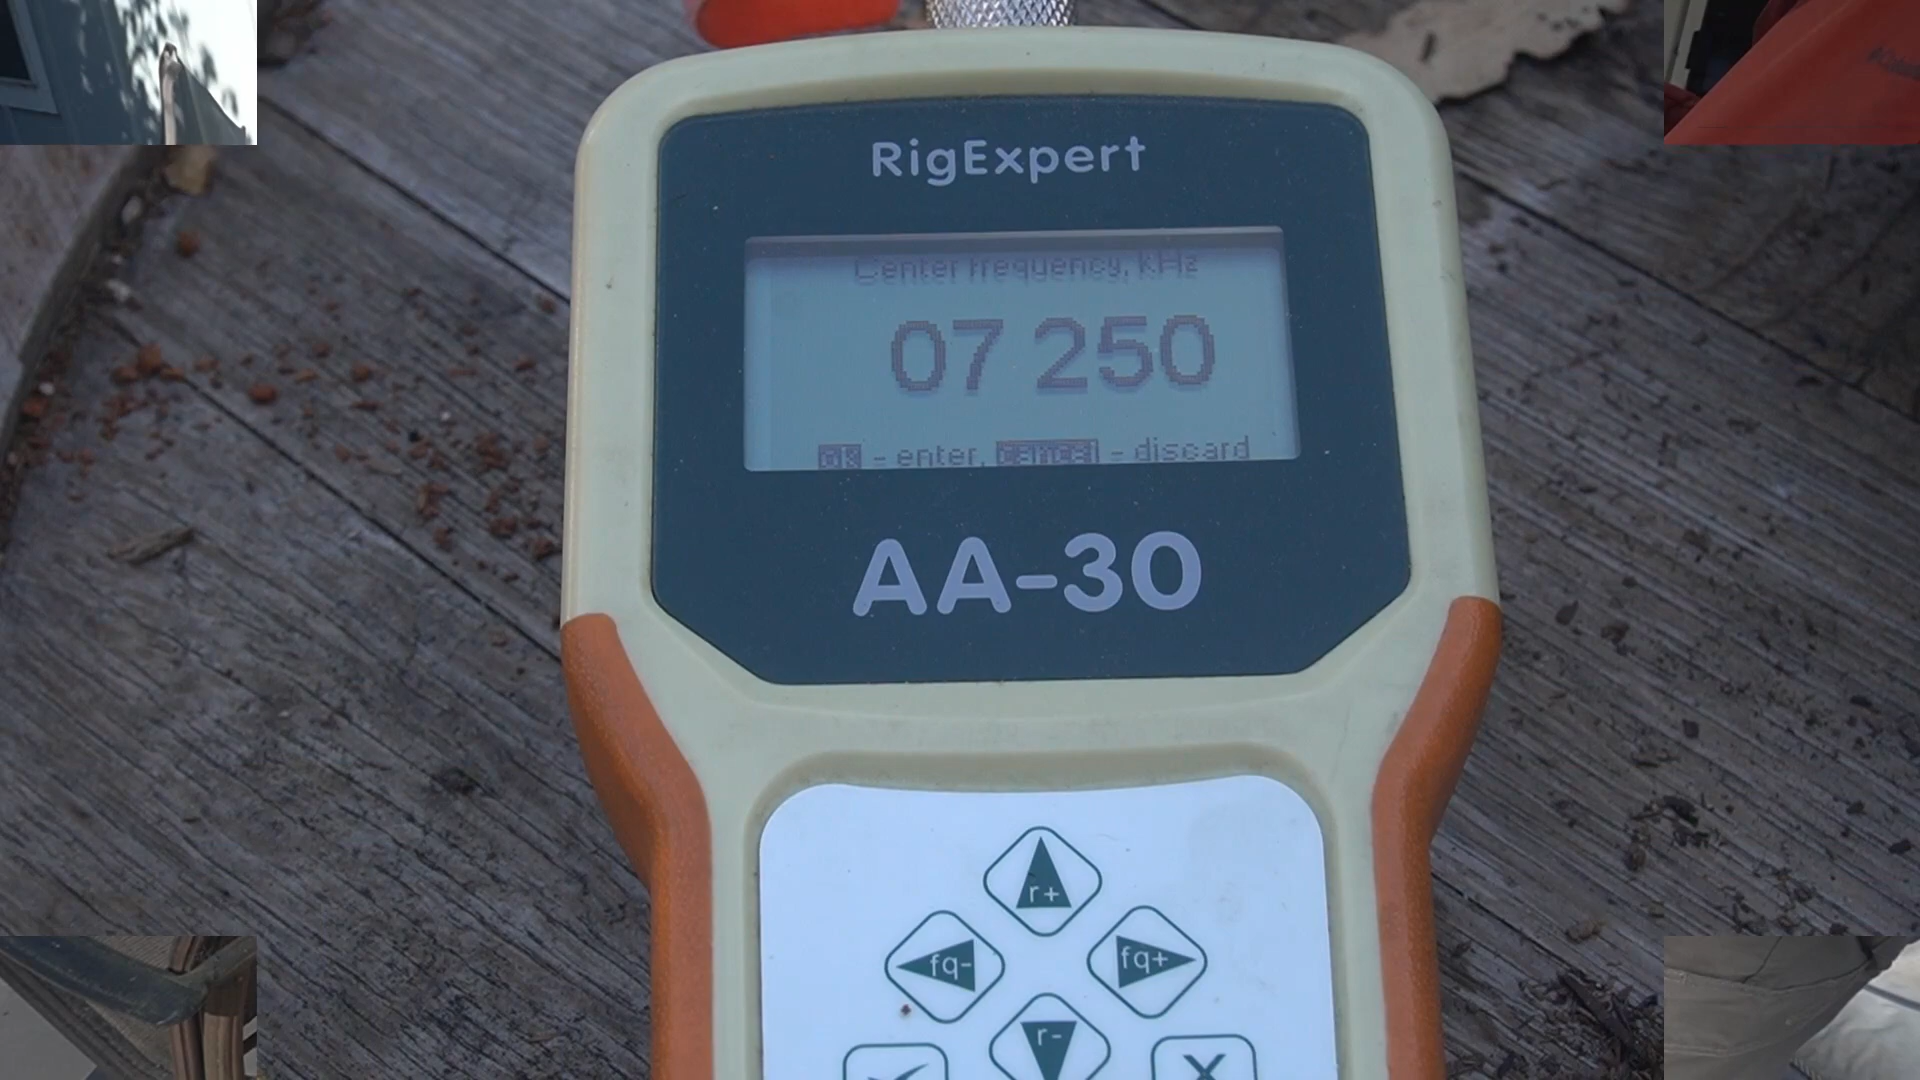 RigExpert
Center frequency, kHz
07 250
ok - enter, cancel - discard
AA-30
r+
fq-
fq+
r-
X